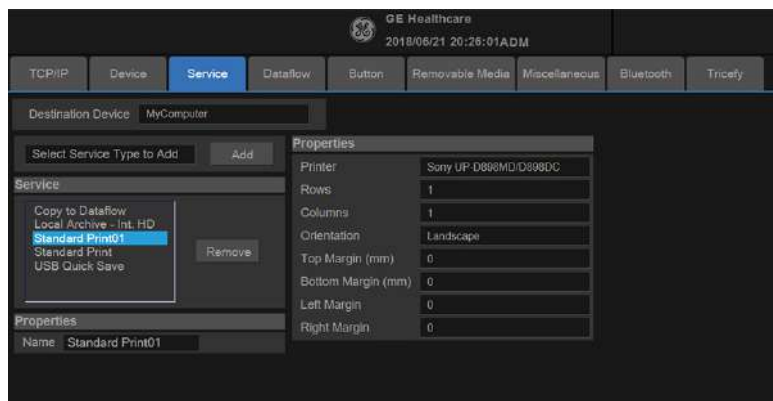 GE Healthcare
2018/06/21 20:26:01ADM
TCP/IP Device Service Dataflow Button Removable Media Miscellaneous Bluetooth Tricefy
Destination Device MyComputer
Select Service Type to Add Add
Service
Copy to Dataflow
Local Archive - Int. HD
Standard Print01
Standard Print
USB Quick Save
Remove
Properties
Name Standard Print01
Properties
Printer Sony UP-D898MD/D898DC
Rows 1
Columns 1
Orientation Landscape
Top Margin (mm) 0
Bottom Margin (mm) 0
Left Margin 0
Right Margin 0